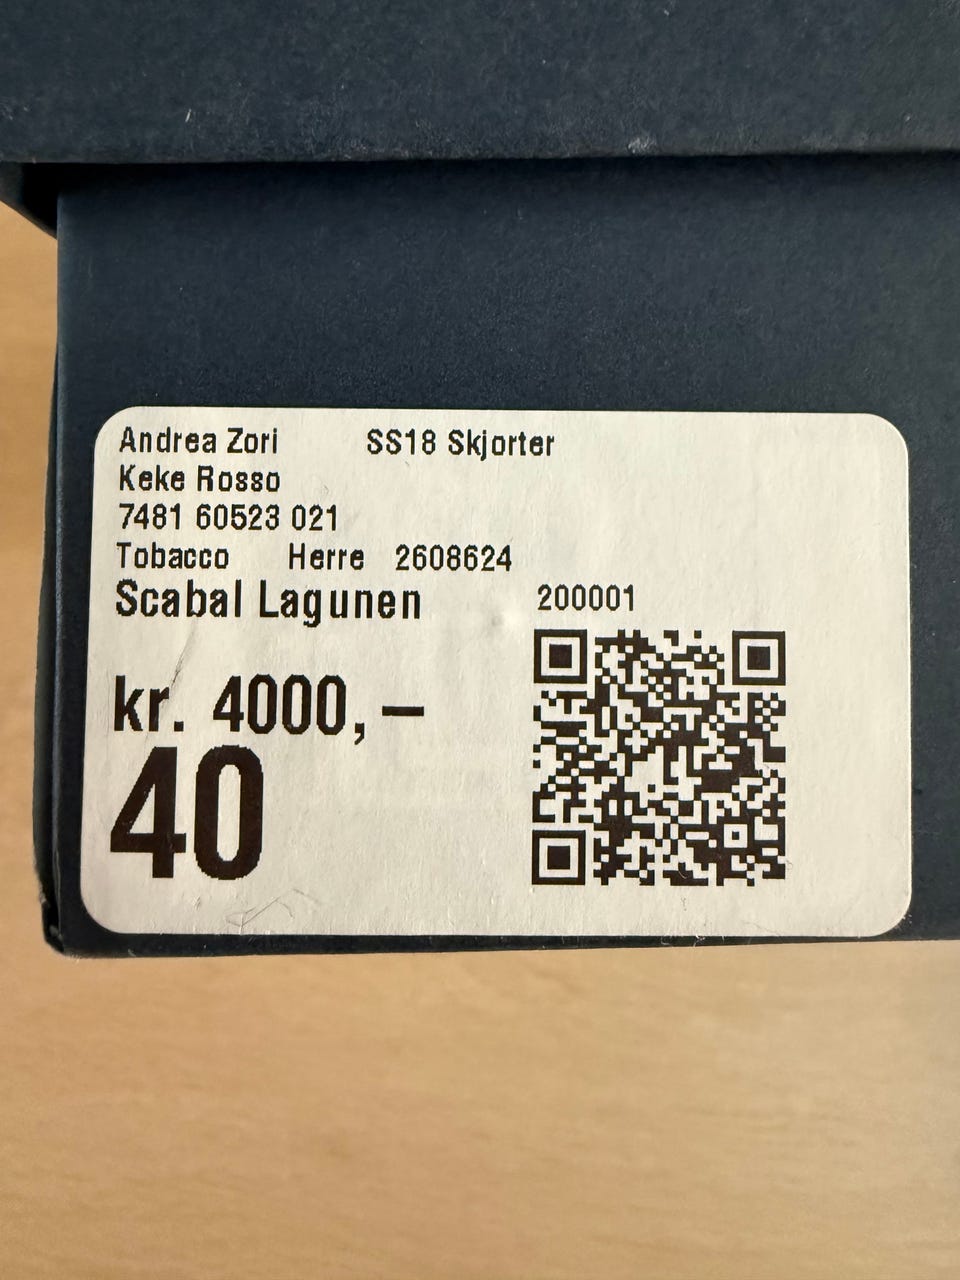 Andrea Zori SS18 Skjorter
Keke Rosso
7481 60523 021
Tobacco Herre 2608624
Scabal Lagunen 200001
kr. 4000,–
40